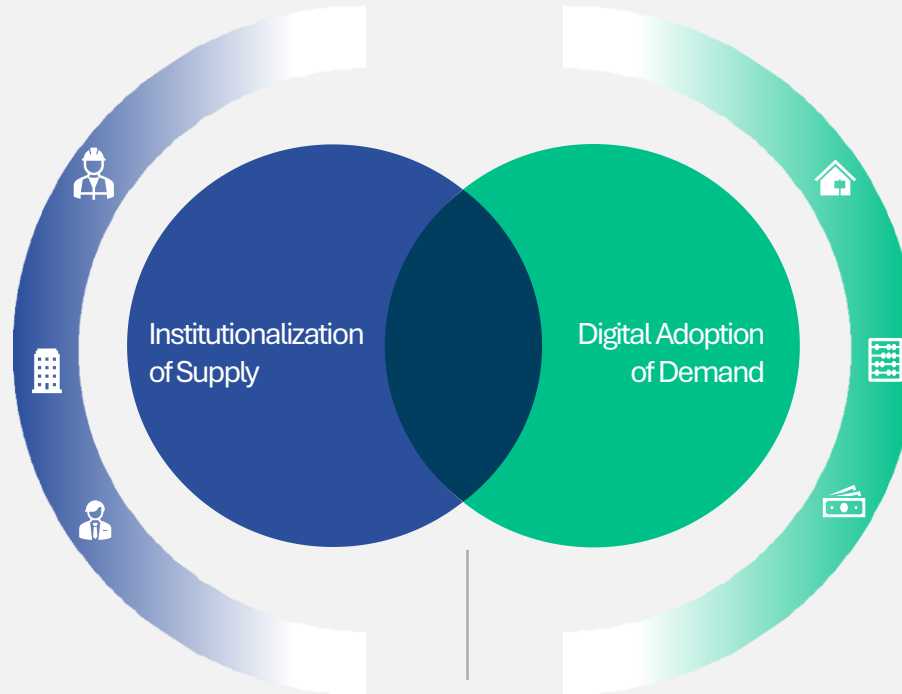 Institutionalization
of Supply
Digital Adoption
of Demand